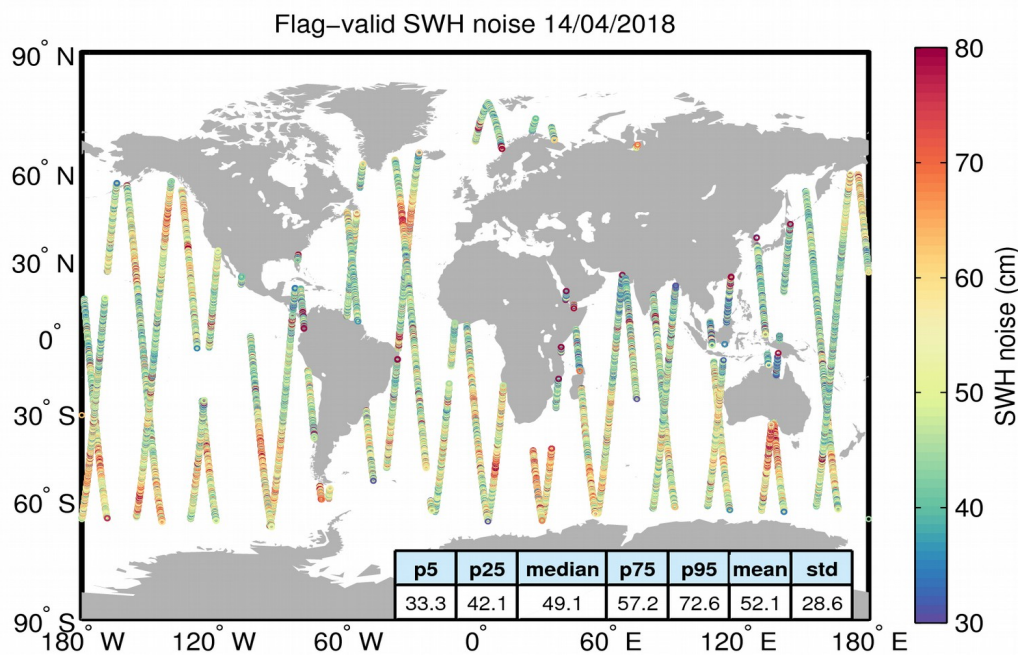 Flag−valid SWH noise 14/04/2018
90° N
60° N
30° N
0°
30° S
60° S
90° S
180° W
120° W
60° W
0°
60° E
120° E
180° E
p5 p25 median p75 p95 mean std
33.3 42.1 49.1 57.2 72.6 52.1 28.6
80
70
60
50
40
30
SWH noise (cm)